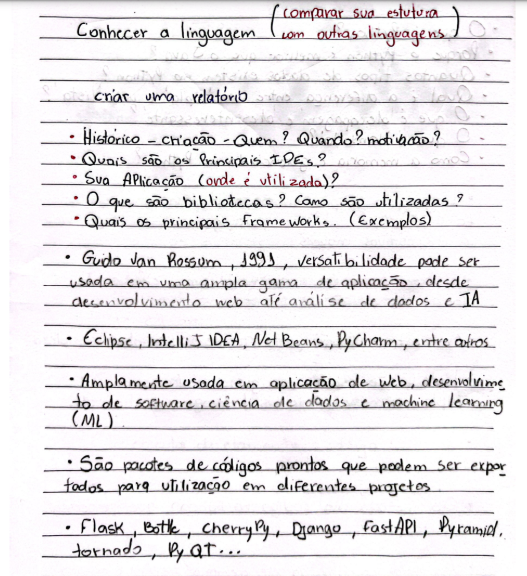 Conhecer a linguagem (comparar sua estutura
com outras linguagens)
criar uma relatório
• Histórico - criação - Quem? Quando? motivação?
• Quais são os Principais IDEs?
• Sua Aplicação (onde é utilizada)?
• O que são bibliotecas? Como são utilizadas?
• Quais os principais Frameworks. (Exemplos)
• Guido Van Rossum, 1991, versatibilidade pode ser
usada em uma ampla gama de aplicação, desde
desenvolvimento web até análise de dados e IA
• Eclipse, IntelliJ IDEA, NetBeans, PyCharm, entre outros
• Amplamente usada em aplicação de web, desenvolvime
to de software, ciência de dados e machine learning
(ML)
• São pacotes de códigos prontos que podem ser expor
tados para utilização em diferentes projetos
• Flask, Bottle, CherryPy, Django, FastAPI, Pyramid,
tornado, PyQT...